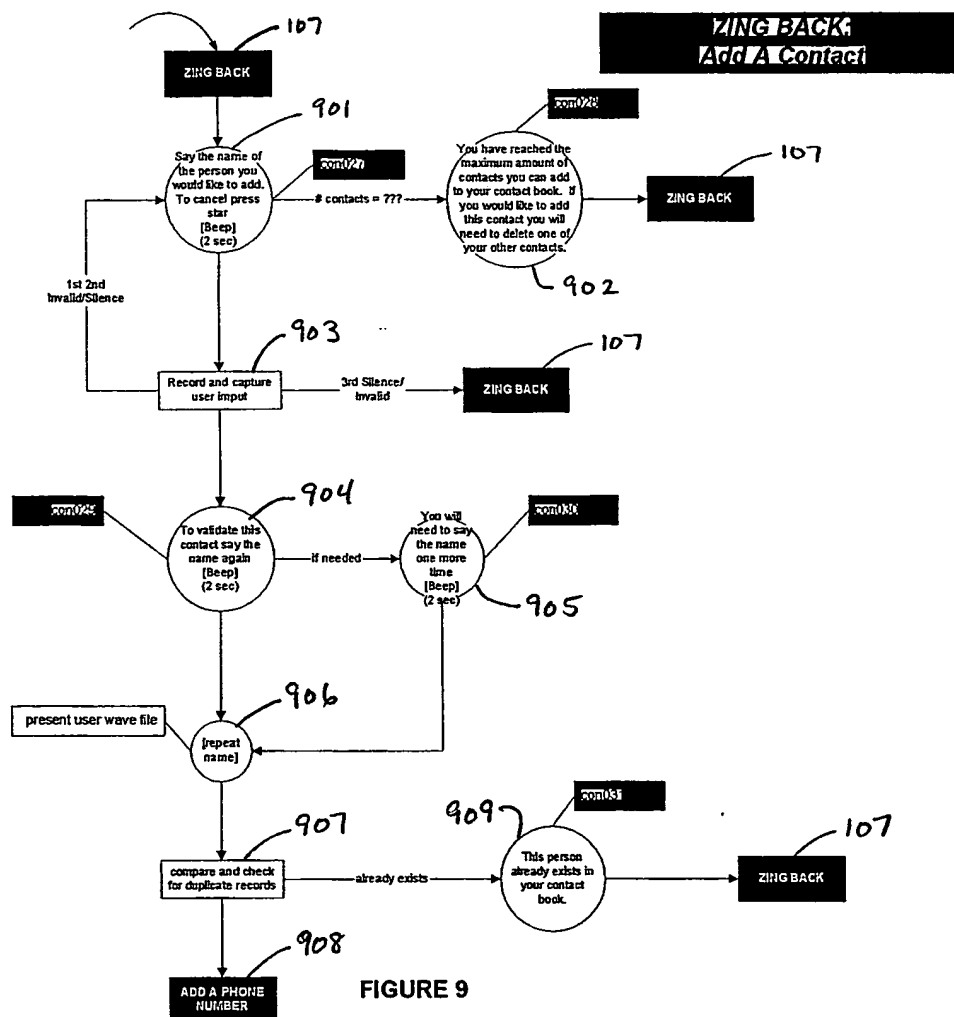 107
ZING BACK:
Add A Contact
ZING BACK
901
Say the name of
the person you
would like to add.
To cancel press
star
[Beep]
(2 sec)
con027
# contacts = ???
con028
You have reached the
maximum amount of
contacts you can add
to your contact book. If
you would like to add
this contact you will
need to delete one of
your other contacts.
902
107
ZING BACK
1st 2nd
Invalid/Silence
903
Record and capture
user imput
3rd Silence/
Invalid
107
ZING BACK
con029
904
To validate this
contact say the
name again
[Beep]
(2 sec)
If needed
You will
need to say
the name
one more
time
[Beep]
(2 sec)
con030
905
906
present user wave file
[repeat
name]
907
compare and check
for duplicate records
already exists
909
con031
This person
already exists in
your contact
book.
107
ZING BACK
908
ADD A PHONE
NUMBER
FIGURE 9